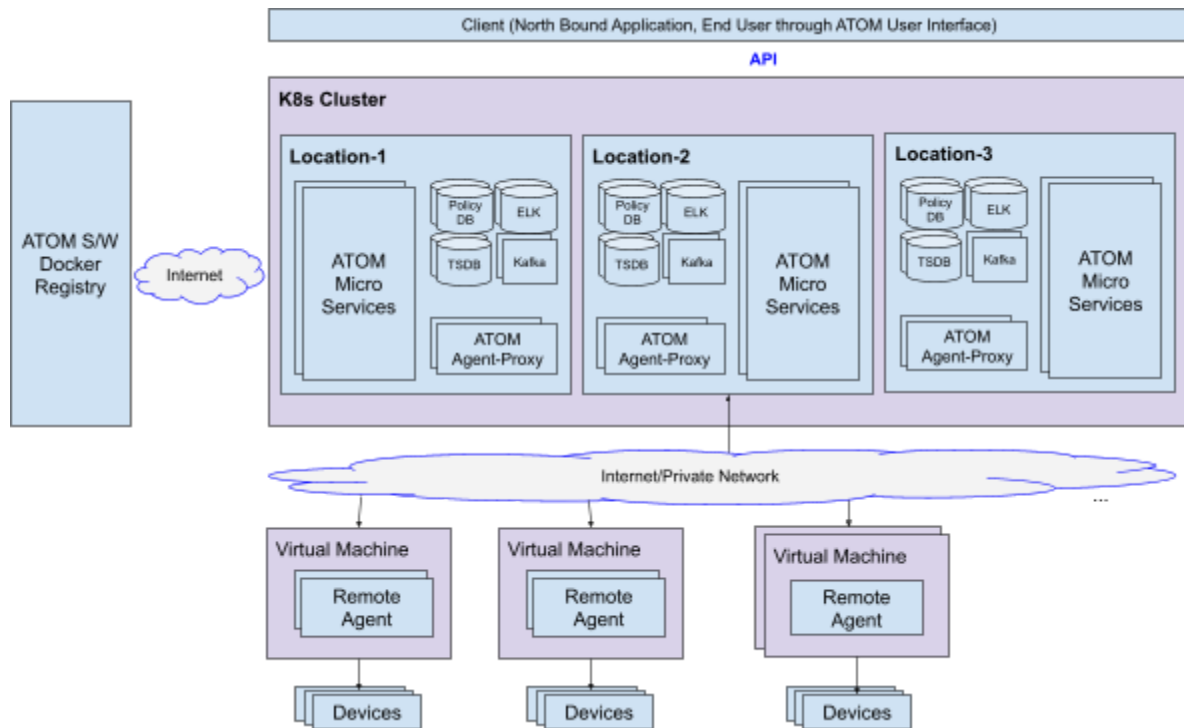 Client (North Bound Application, End User through ATOM User Interface)
API
ATOM S/W
Docker
Registry
Internet
K8s Cluster
Location-1
ATOM
Micro
Services
Policy
DB
ELK
TSDB
Kafka
ATOM
Agent-Proxy
Location-2
Policy
DB
ELK
TSDB
Kafka
ATOM
Agent-Proxy
ATOM
Micro
Services
Location-3
Policy
DB
ELK
TSDB
Kafka
ATOM
Agent-Proxy
ATOM
Micro
Services
Internet/Private Network
...
Virtual Machine
Remote
Agent
Devices
Virtual Machine
Remote
Agent
Devices
Virtual Machine
Remote
Agent
Devices